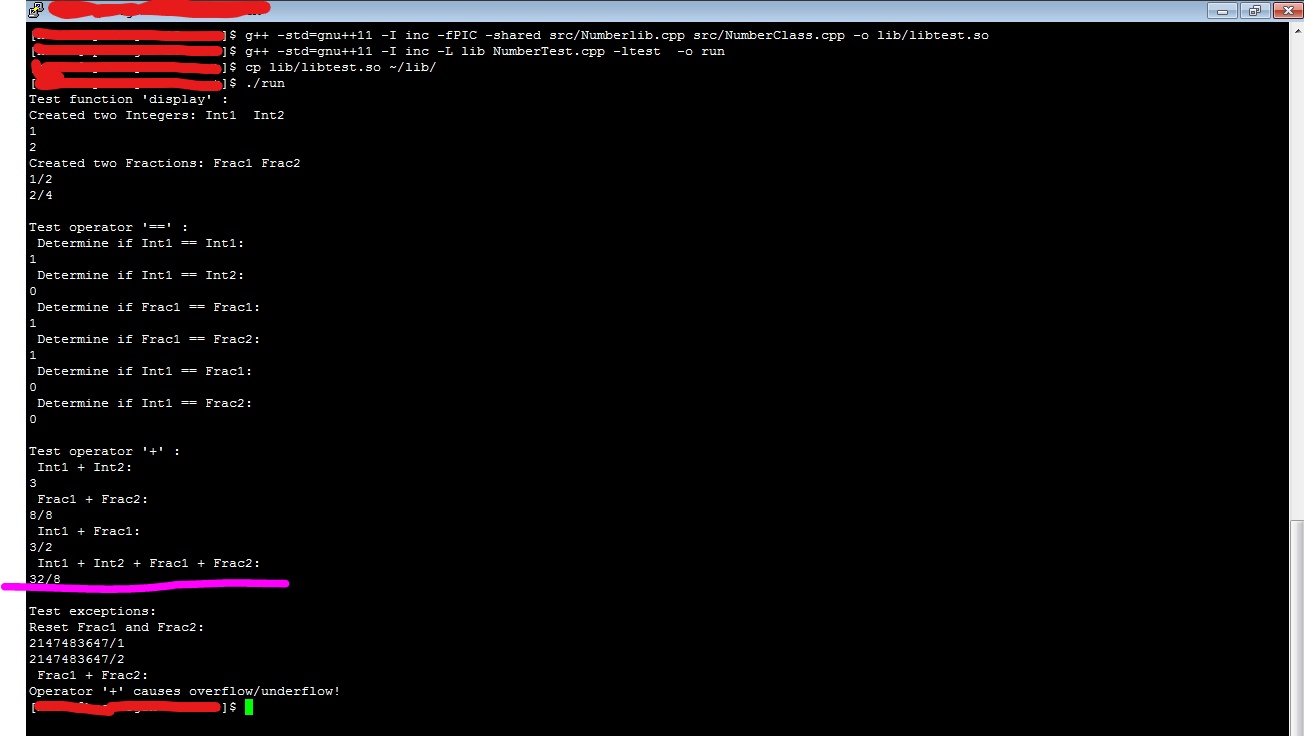 [ ]$ g++ -std=gnu++11 -I inc -fPIC -shared src/Numberlib.cpp src/NumberClass.cpp -o lib/libtest.so
[ ]$ g++ -std=gnu++11 -I inc -L lib NumberTest.cpp -ltest  -o run
[ ]$ cp lib/libtest.so ~/lib/
[ ]$ ./run
Test function 'display' :
Created two Integers: Int1  Int2
1
2
Created two Fractions: Frac1 Frac2
1/2
2/4
Test operator '==' :
 Determine if Int1 == Int1:
1
 Determine if Int1 == Int2:
0
 Determine if Frac1 == Frac1:
1
 Determine if Frac1 == Frac2:
1
 Determine if Int1 == Frac1:
0
 Determine if Int1 == Frac2:
0
Test operator '+' :
 Int1 + Int2:
3
 Frac1 + Frac2:
8/8
 Int1 + Frac1:
3/2
 Int1 + Int2 + Frac1 + Frac2:
32/8
Test exceptions:
Reset Frac1 and Frac2:
2147483647/1
2147483647/2
 Frac1 + Frac2:
Operator '+' causes overflow/underflow!
[ ]$